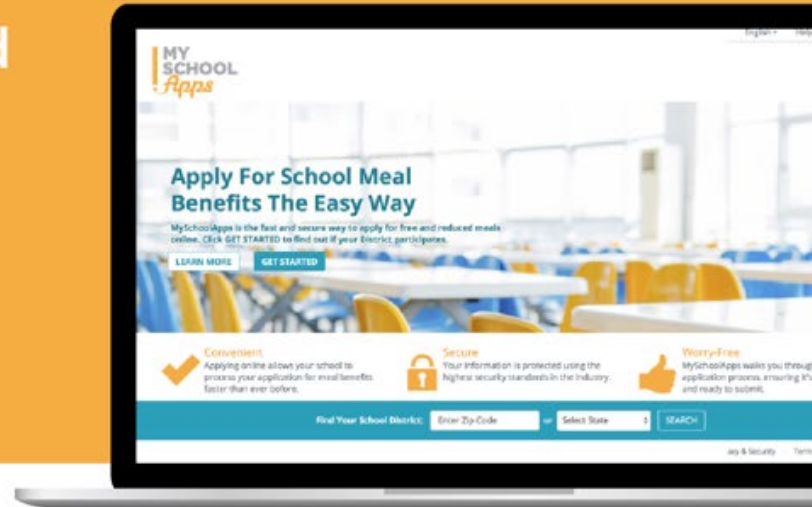 English
Help
MY
SCHOOL
Apps
Apply For School Meal
Benefits The Easy Way
MySchoolApps is the fast and secure way to apply for free and reduced meals
online. Click GET STARTED to find out if your District participates.
LEARN MORE
GET STARTED
Convenient
Applying online allows your school to
process your application for meal benefits
faster than ever before.
Secure
Your information is protected using the
highest security standards in the industry.
Worry-Free
MySchoolApps walks you through
application process, ensuring it's
and ready to submit.
Find Your School District: Enter Zip Code or Select State SEARCH
& Security Terms